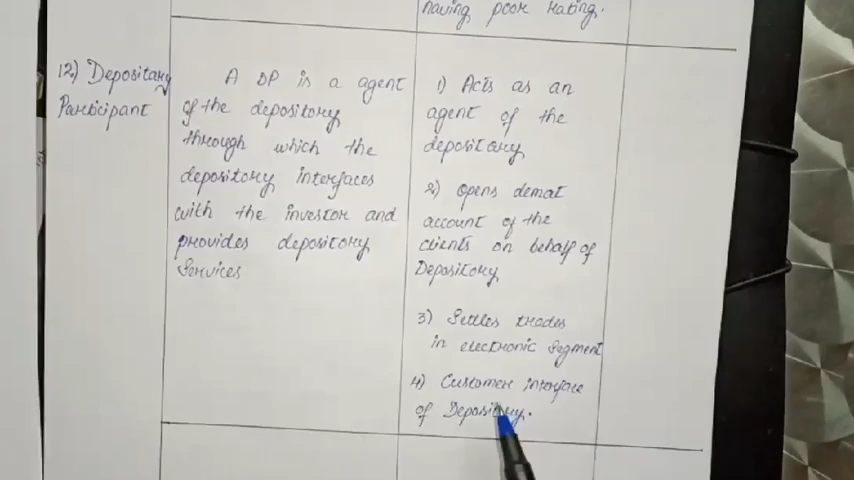 having poor rating.
12.) Depositary
Participant
A DP is a agent
of the depository
through which the
depository interfaces
with the investor and
provides depository
Services
1) Acts as an
agent of the
depositary
2) Opens demat
account of the
clients on behalf of
Depository
3) Settles trades
in electronic Segment
4) Customer interface
of Depository.